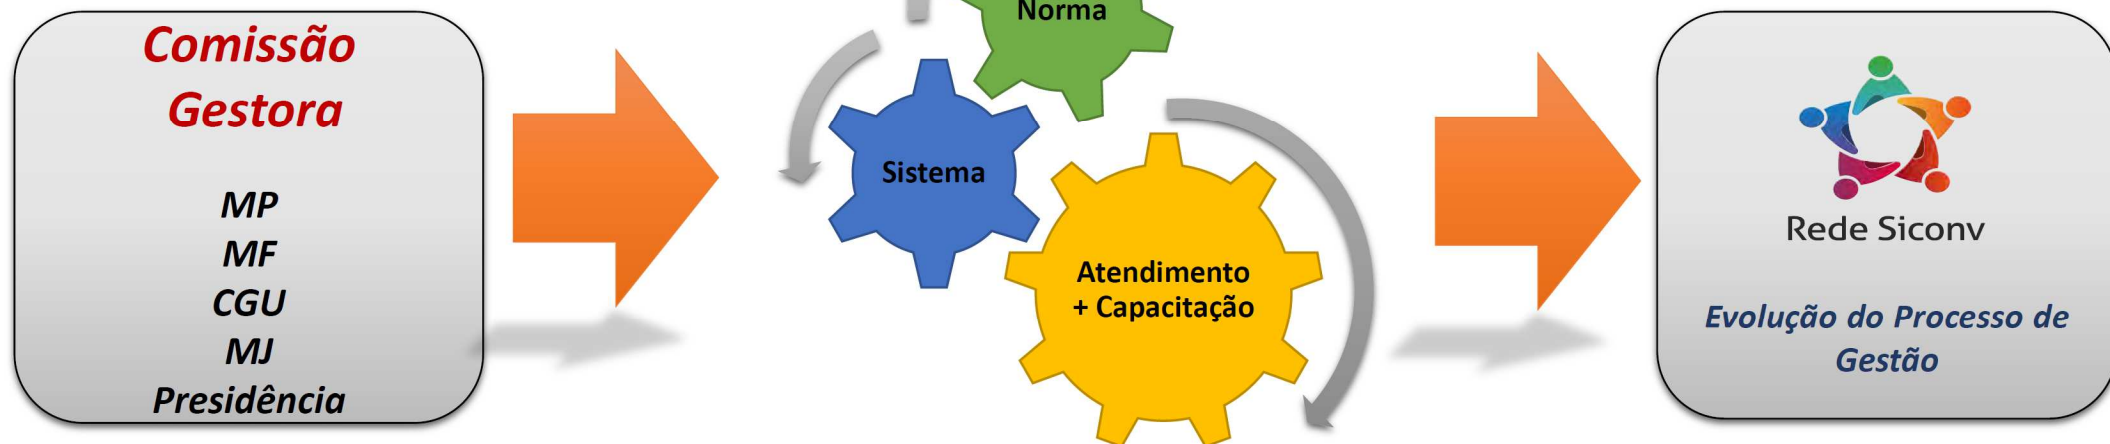 Comissão
Gestora
MP
MF
CGU
MJ
Presidência
Norma
Sistema
Atendimento
+ Capacitação
Rede Siconv
Evolução do Processo de
Gestão